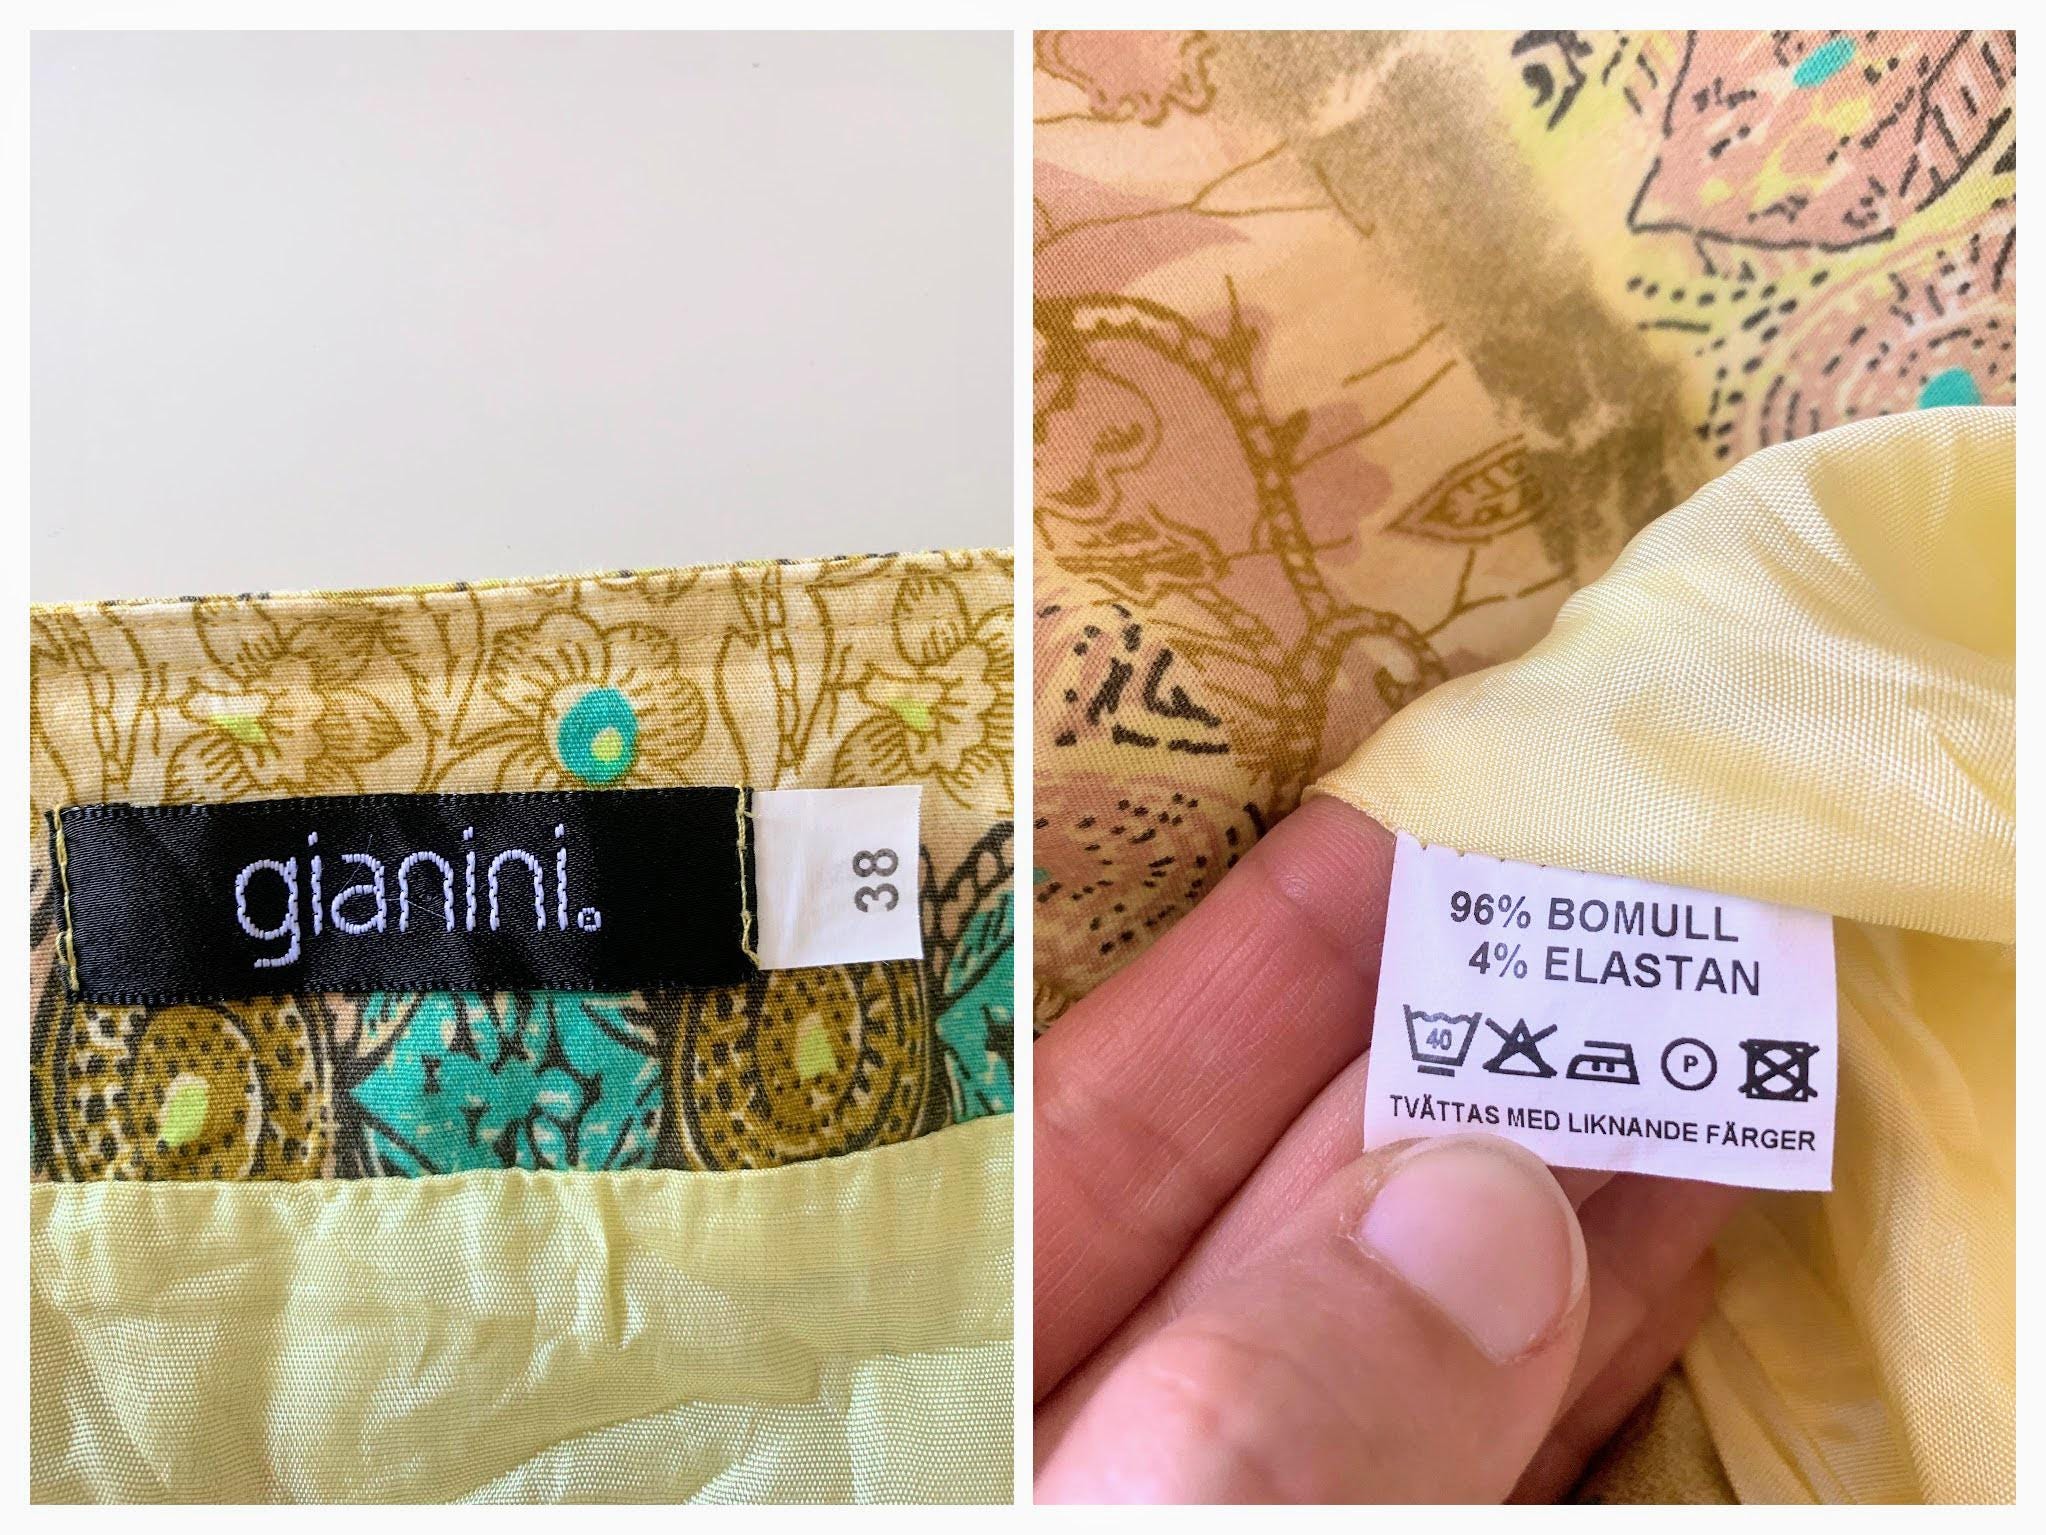 gianini
38
96% BOMULL
4% ELASTAN
40
P
TVÄTTAS MED LIKNANDE FÄRGER